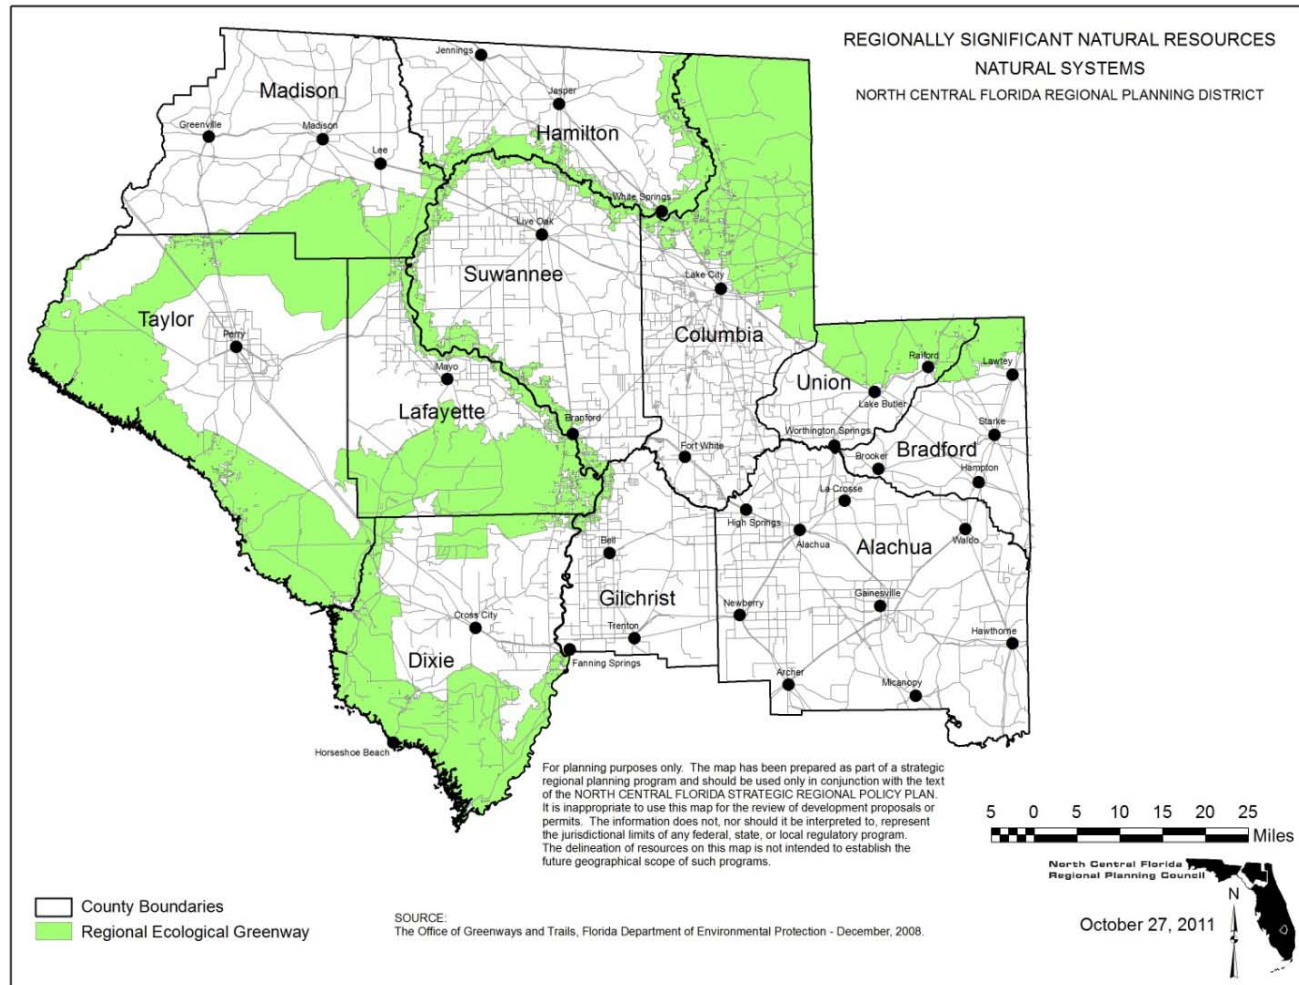 REGIONALLY SIGNIFICANT NATURAL RESOURCES
NATURAL SYSTEMS
NORTH CENTRAL FLORIDA REGIONAL PLANNING DISTRICT
Jennings
Madison
Jasper
Greenville
Madison
Hamilton
Lee
White Springs
Live Oak
Suwannee
Lake City
Taylor
Perry
Columbia
Raiford
Lawtey
Mayo
Union
Lafayette
Lake Butler
Branford
Worthington Springs
Starke
Fort White
Brooker
Bradford
Hampton
La Crosse
High Springs
Bell
Alachua
Alachua
Waldo
Gilchrist
Newberry
Gainesville
Cross City
Trenton
Hawthorne
Dixie
Fanning Springs
Archer
Micanopy
Horseshoe Beach
For planning purposes only. The map has been prepared as part of a strategic
regional planning program and should be used only in conjunction with the text
of the NORTH CENTRAL FLORIDA STRATEGIC REGIONAL POLICY PLAN.
It is inappropriate to use this map for the review of development proposals or
permits. The information does not, nor should it be interpreted to, represent
the jurisdictional limits of any federal, state, or local regulatory program.
The delineation of resources on this map is not intended to establish the
future geographical scope of such programs.
5 0 5 10 15 20 25
Miles
North Central Florida
Regional Planning Council
N
County Boundaries
Regional Ecological Greenway
SOURCE:
The Office of Greenways and Trails, Florida Department of Environmental Protection - December, 2008.
October 27, 2011